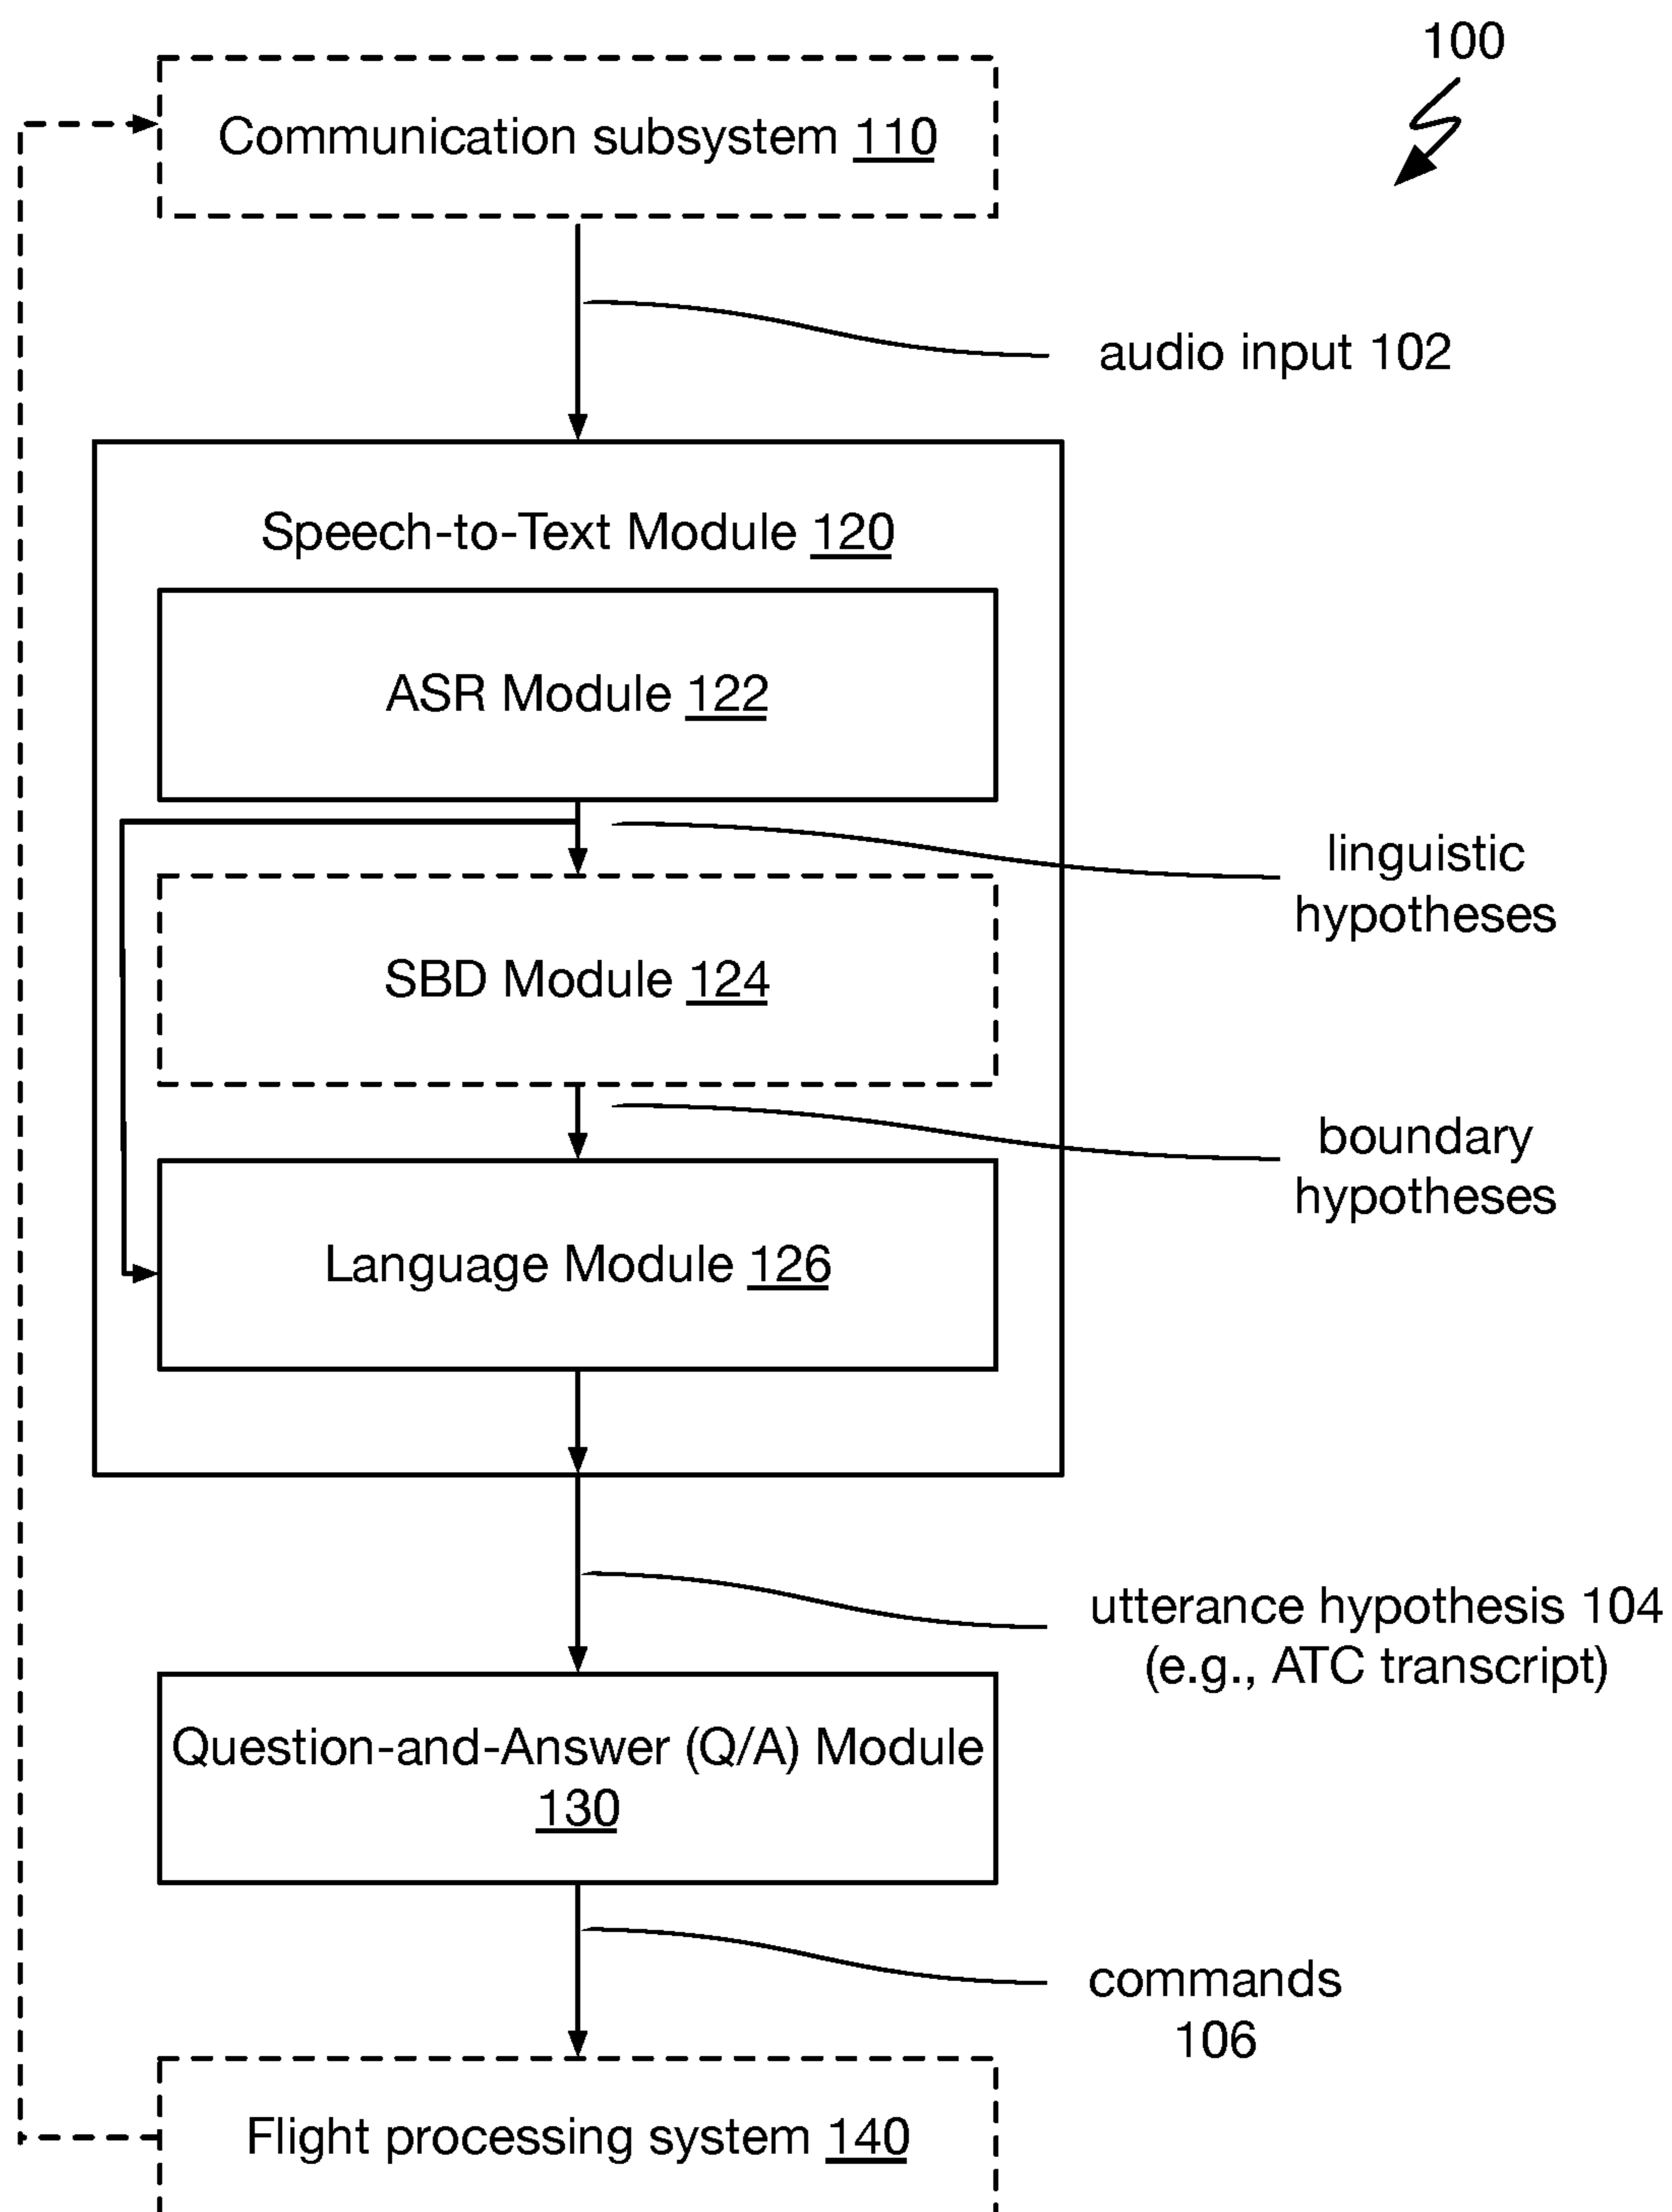 100
Communication subsystem 110
audio input 102
Speech-to-Text Module 120
ASR Module 122
linguistic
hypotheses
SBD Module 124
boundary
hypotheses
Language Module 126
utterance hypothesis 104
(e.g., ATC transcript)
Question-and-Answer (Q/A) Module
130
commands
106
Flight processing system 140